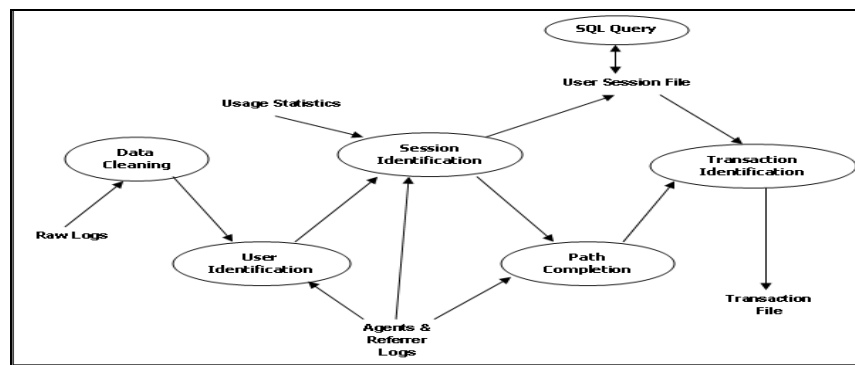 SQL Query
User Session File
Usage Statistics
Data
Cleaning
Session
Identification
Transaction
Identification
Raw Logs
User
Identification
Path
Completion
Transaction
File
Agents &
Referrer
Logs